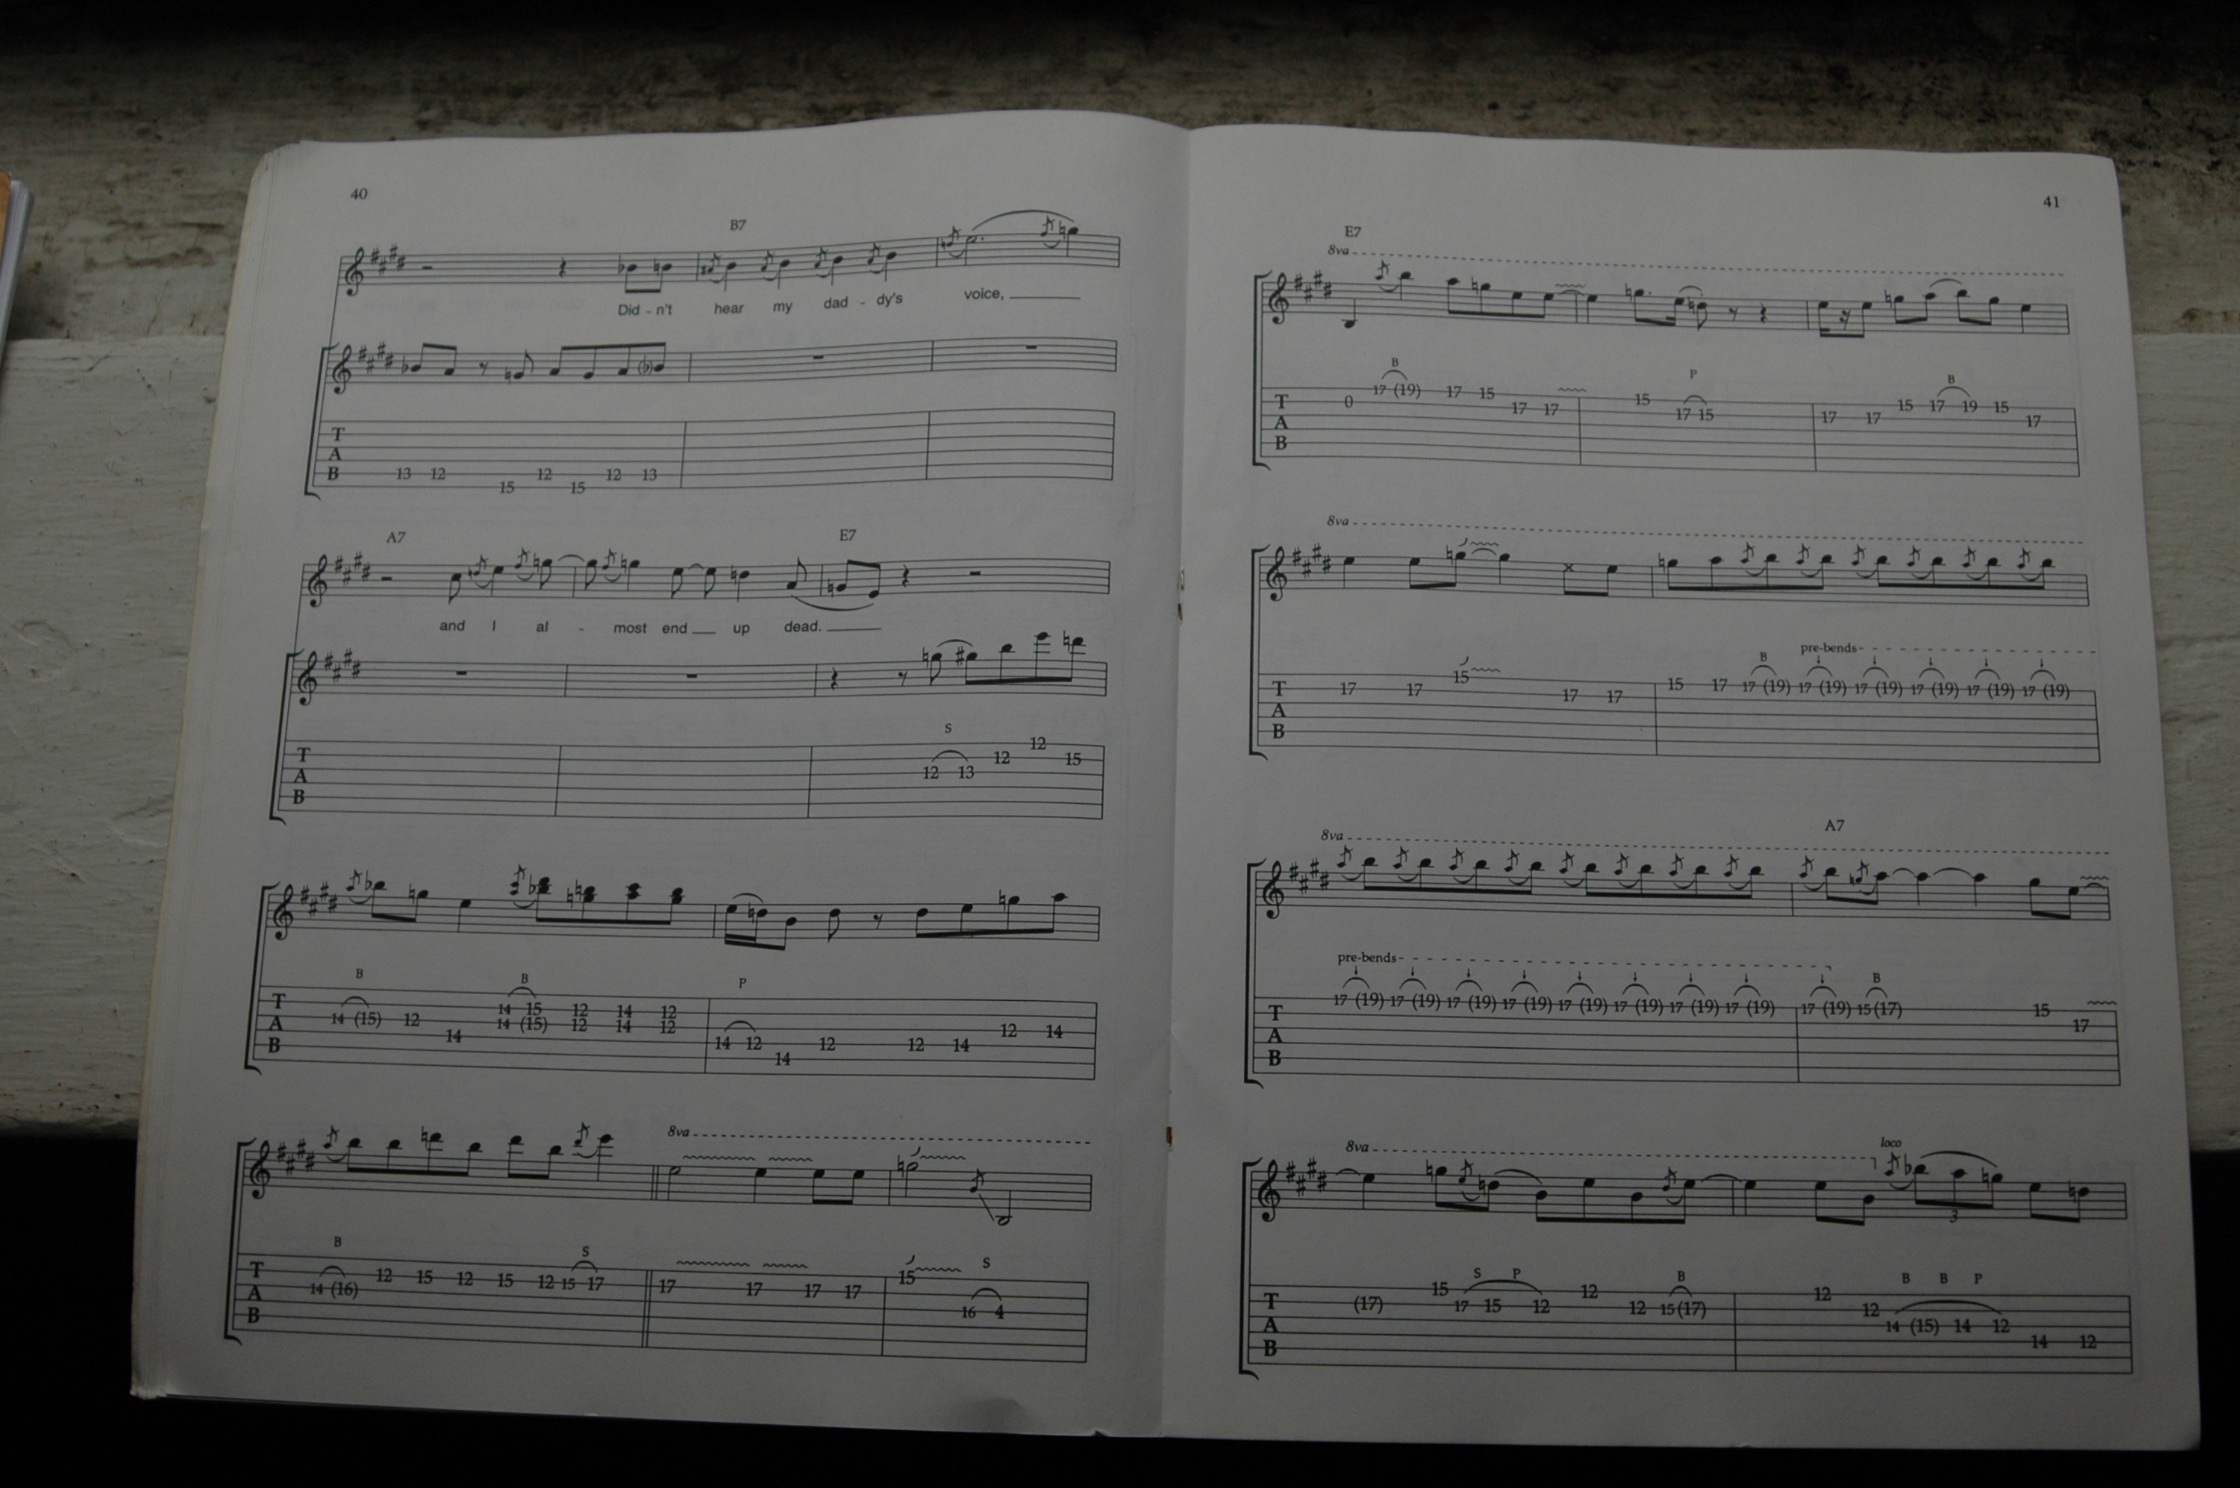 40
B7
Did - n't hear my dad - dy's voice,
T
A
B
13 12 15 12 15 12 13
A7 E7
and I al - most end up dead.
S
T
A
B
12 13 12 12 15
B B P
T
A
B
14 (15) 12 14 14 15 12 14 12 14 12 14 12 12 14 12
14 (15) 12 14 12
8va
B S S
T
A
B
14 (16) 12 15 12 15 12 15 17 17 17 17 17 15 16 4
41
E7
8va
B P B
T
A
B
0 17 (19) 17 15 17 17 15 17 15 17 17 15 17 19 15 17
8va
B pre-bends
T
A
B
17 17 15 17 17 15 17 17 (19) 17 (19) 17 (19) 17 (19) 17 (19) 17 (19)
8va A7
pre-bends B
T
A
B
17 (19) 17 (19) 17 (19) 17 (19) 17 (19) 17 (19) 17 (19) 17 (19) 17 (19) 15 (17) 15 17
8va loco
3
S P B B B P
T
A
B
(17) 15 17 15 12 12 12 15 (17) 12 12 14 (15) 14 12 14 12